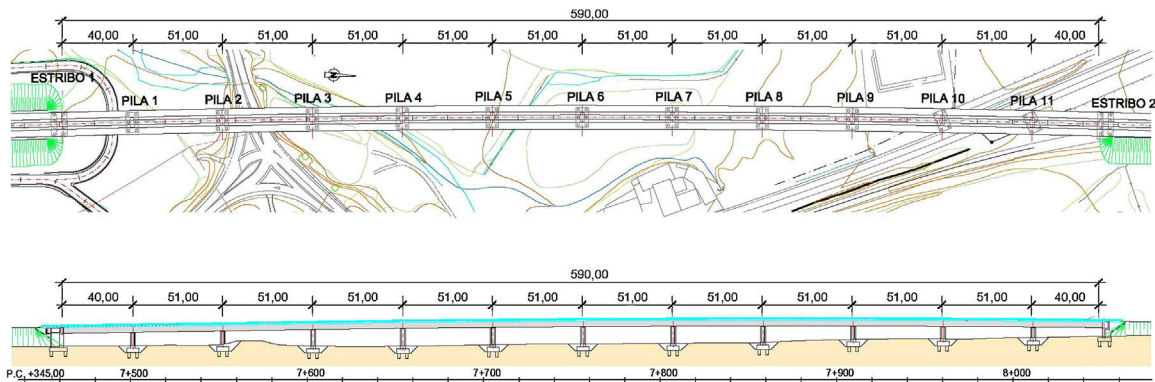 590,00
40,00 51,00 51,00 51,00 51,00 51,00 51,00 51,00 51,00 51,00 51,00 40,00
N
ESTRIBO 1 PILA 1 PILA 2 PILA 3 PILA 4 PILA 5 PILA 6 PILA 7 PILA 8 PILA 9 PILA 10 PILA 11 ESTRIBO 2
590,00
40,00 51,00 51,00 51,00 51,00 51,00 51,00 51,00 51,00 51,00 51,00 40,00
P.C. +345,00 7+500 7+600 7+700 7+800 7+900 8+000